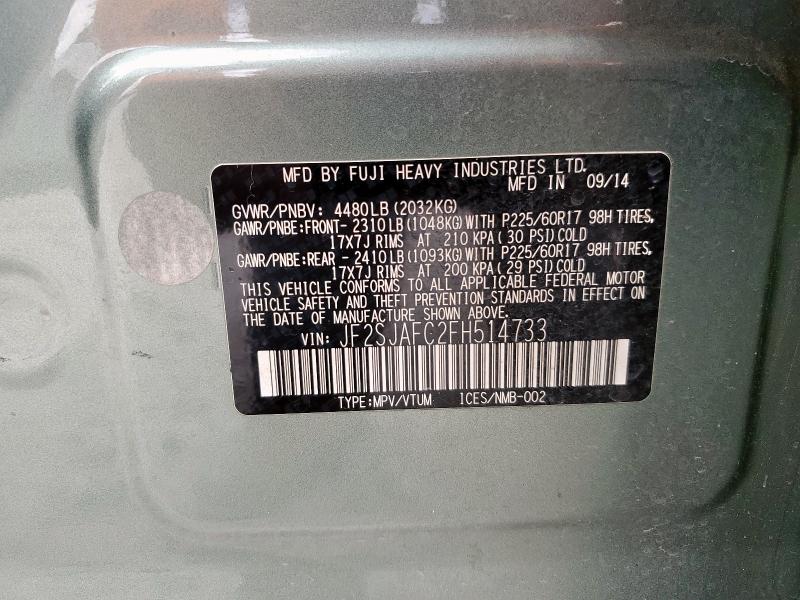 MFD BY FUJI HEAVY INDUSTRIES LTD.
MFD IN 09/14
GVWR/PNBV: 4480LB (2032KG)
GAWR/PNBE:FRONT- 2310LB (1048KG) WITH P225/60R17 98H TIRES,
17X7J RIMS AT 210 KPA ( 30 PSI) COLD
GAWR/PNBE:REAR - 2410LB (1093KG) WITH P225/60R17 98H TIRES,
17X7J RIMS AT 200 KPA ( 29 PSI) COLD
THIS VEHICLE CONFORMS TO ALL APPLICABLE FEDERAL MOTOR
VEHICLE SAFETY AND THEFT PREVENTION STANDARDS IN EFFECT ON
THE DATE OF MANUFACTURE SHOWN ABOVE.
VIN: JF2SJAFC2FH514733
TYPE:MPV/VTUM ICES/NMB-002